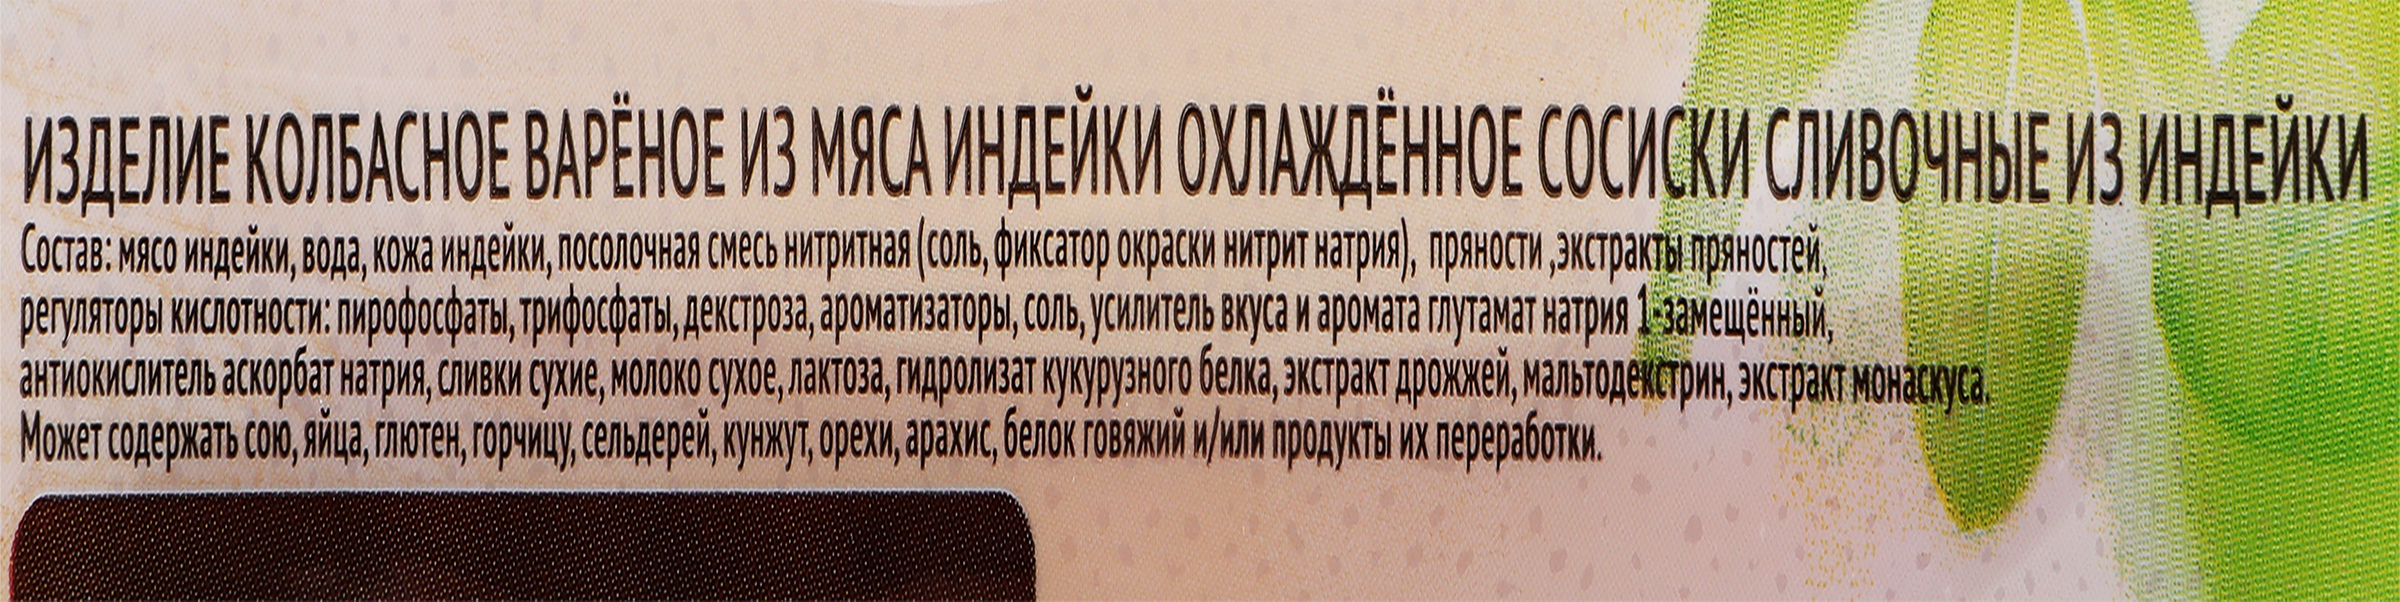 ИЗДЕЛИЕ КОЛБАСНОЕ ВАРЁНОЕ ИЗ МЯСА ИНДЕЙКИ ОХЛАЖДЁННОЕ СОСИСКИ СЛИВОЧНЫЕ ИЗ ИНДЕЙКИ
Состав: мясо индейки, вода, кожа индейки, посолочная смесь нитритная (соль, фиксатор окраски нитрит натрия), пряности ,экстракты пряностей,
регуляторы кислотности: пирофосфаты, трифосфаты, декстроза, ароматизаторы, соль, усилитель вкуса и аромата глутамат натрия 1-замещённый,
антиокислитель аскорбат натрия, сливки сухие, молоко сухое, лактоза, гидролизат кукурузного белка, экстракт дрожжей, мальтодекстрин, экстракт монаскуса.
Может содержать сою, яйца, глютен, горчицу, сельдерей, кунжут, орехи, арахис, белок говяжий и/или продукты их переработки.